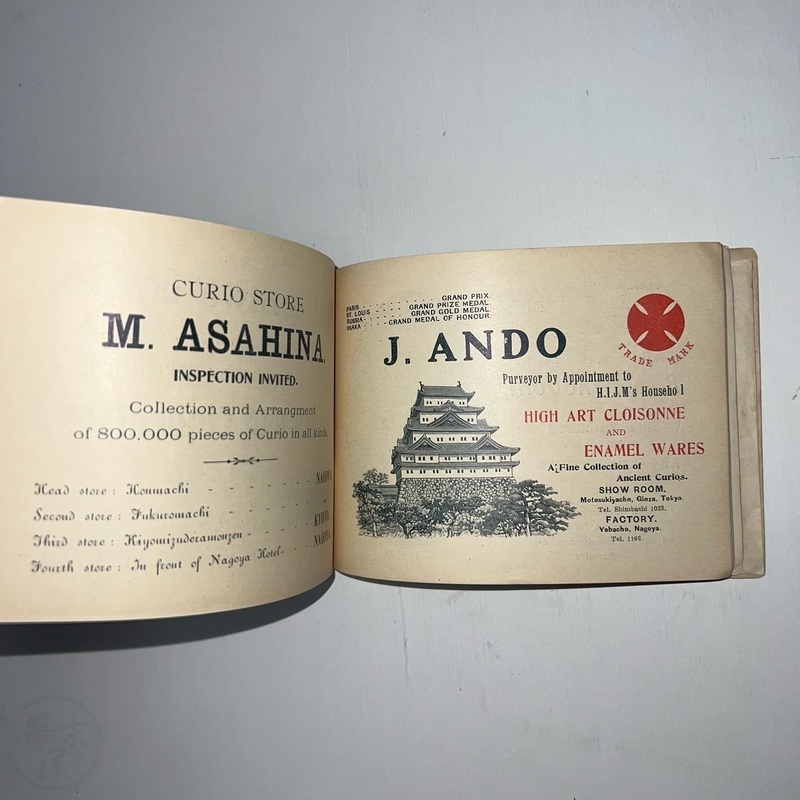 CURIO STORE
M. ASAHINA.
INSPECTION INVITED.
Collection and Arrangment
of 800.000 pieces of Curio in all kinds.
Head store : Honmachi - - - - - - NAGOYA
Second store : Fukuromachi - - - - - „
Third store : Kiyomizuderamonzen - - - - KYOTO.
Fourth store : In front of Nagoya Hotel- - - NAGOYA.
PARIS . . . . . . . . . GRAND PRIX.
ST. LOUIS . . . . . . GRAND PRIZE MEDAL.
RUSSIA . . . . . . . GRAND GOLD MEDAL.
OSAKA . . . . GRAND MEDAL OF HONOUR.
J. ANDO
TRADE MARK
Purveyor by Appointment to
H.I.J.M's Househo l
HIGH ART CLOISONNE
AND
ENAMEL WARES
A Fine Collection of
Ancient Curios.
SHOW ROOM.
Motosukiyacho, Ginza, Tokyo.
Tel. Shimbashi 1023.
FACTORY.
Yabacho, Nagoya.
Tel. 1166.